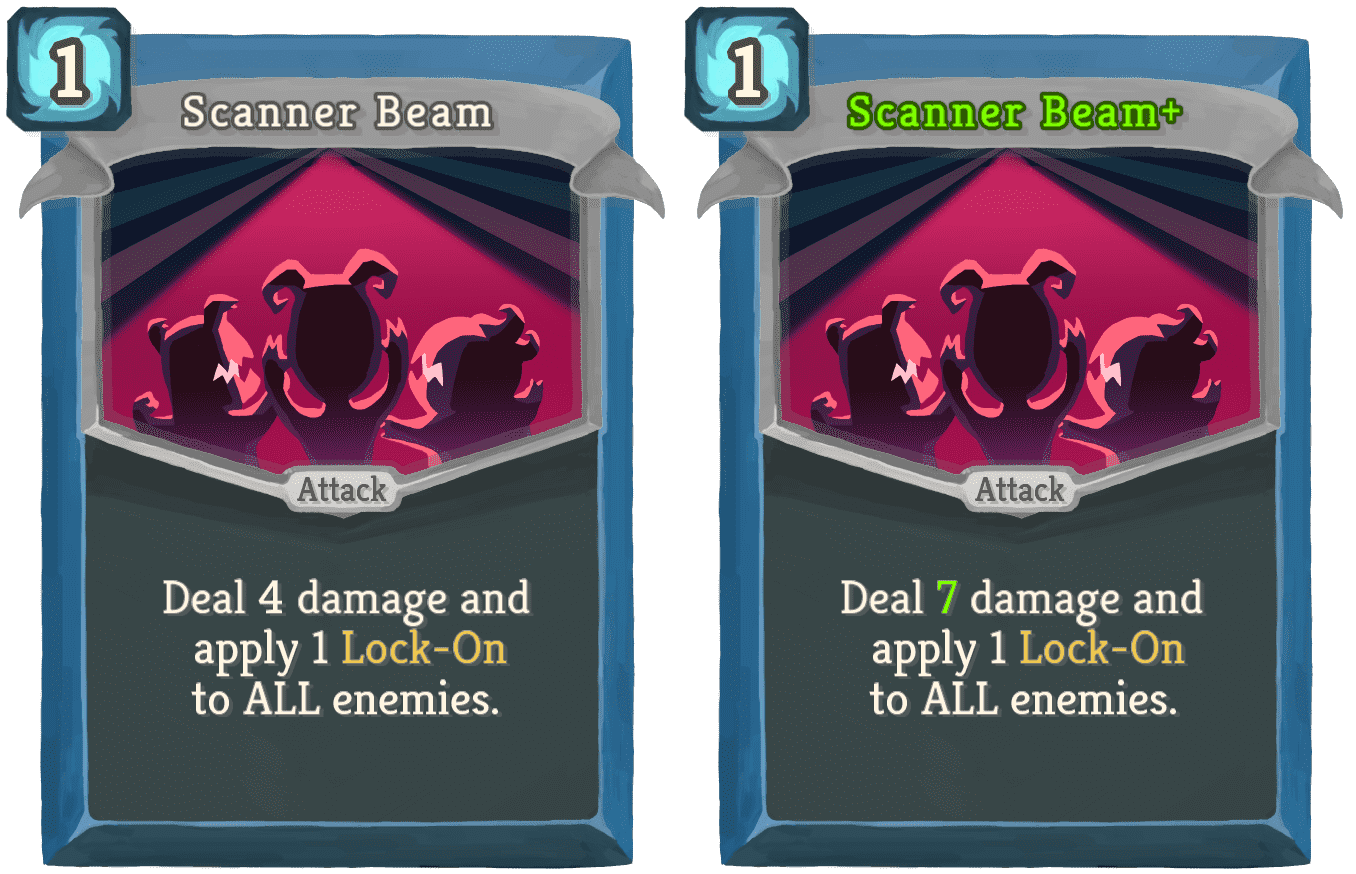 1
Scanner Beam
Attack
Deal 4 damage and
apply 1 Lock-On
to ALL enemies.
1
Scanner Beam+
Attack
Deal 7 damage and
apply 1 Lock-On
to ALL enemies.